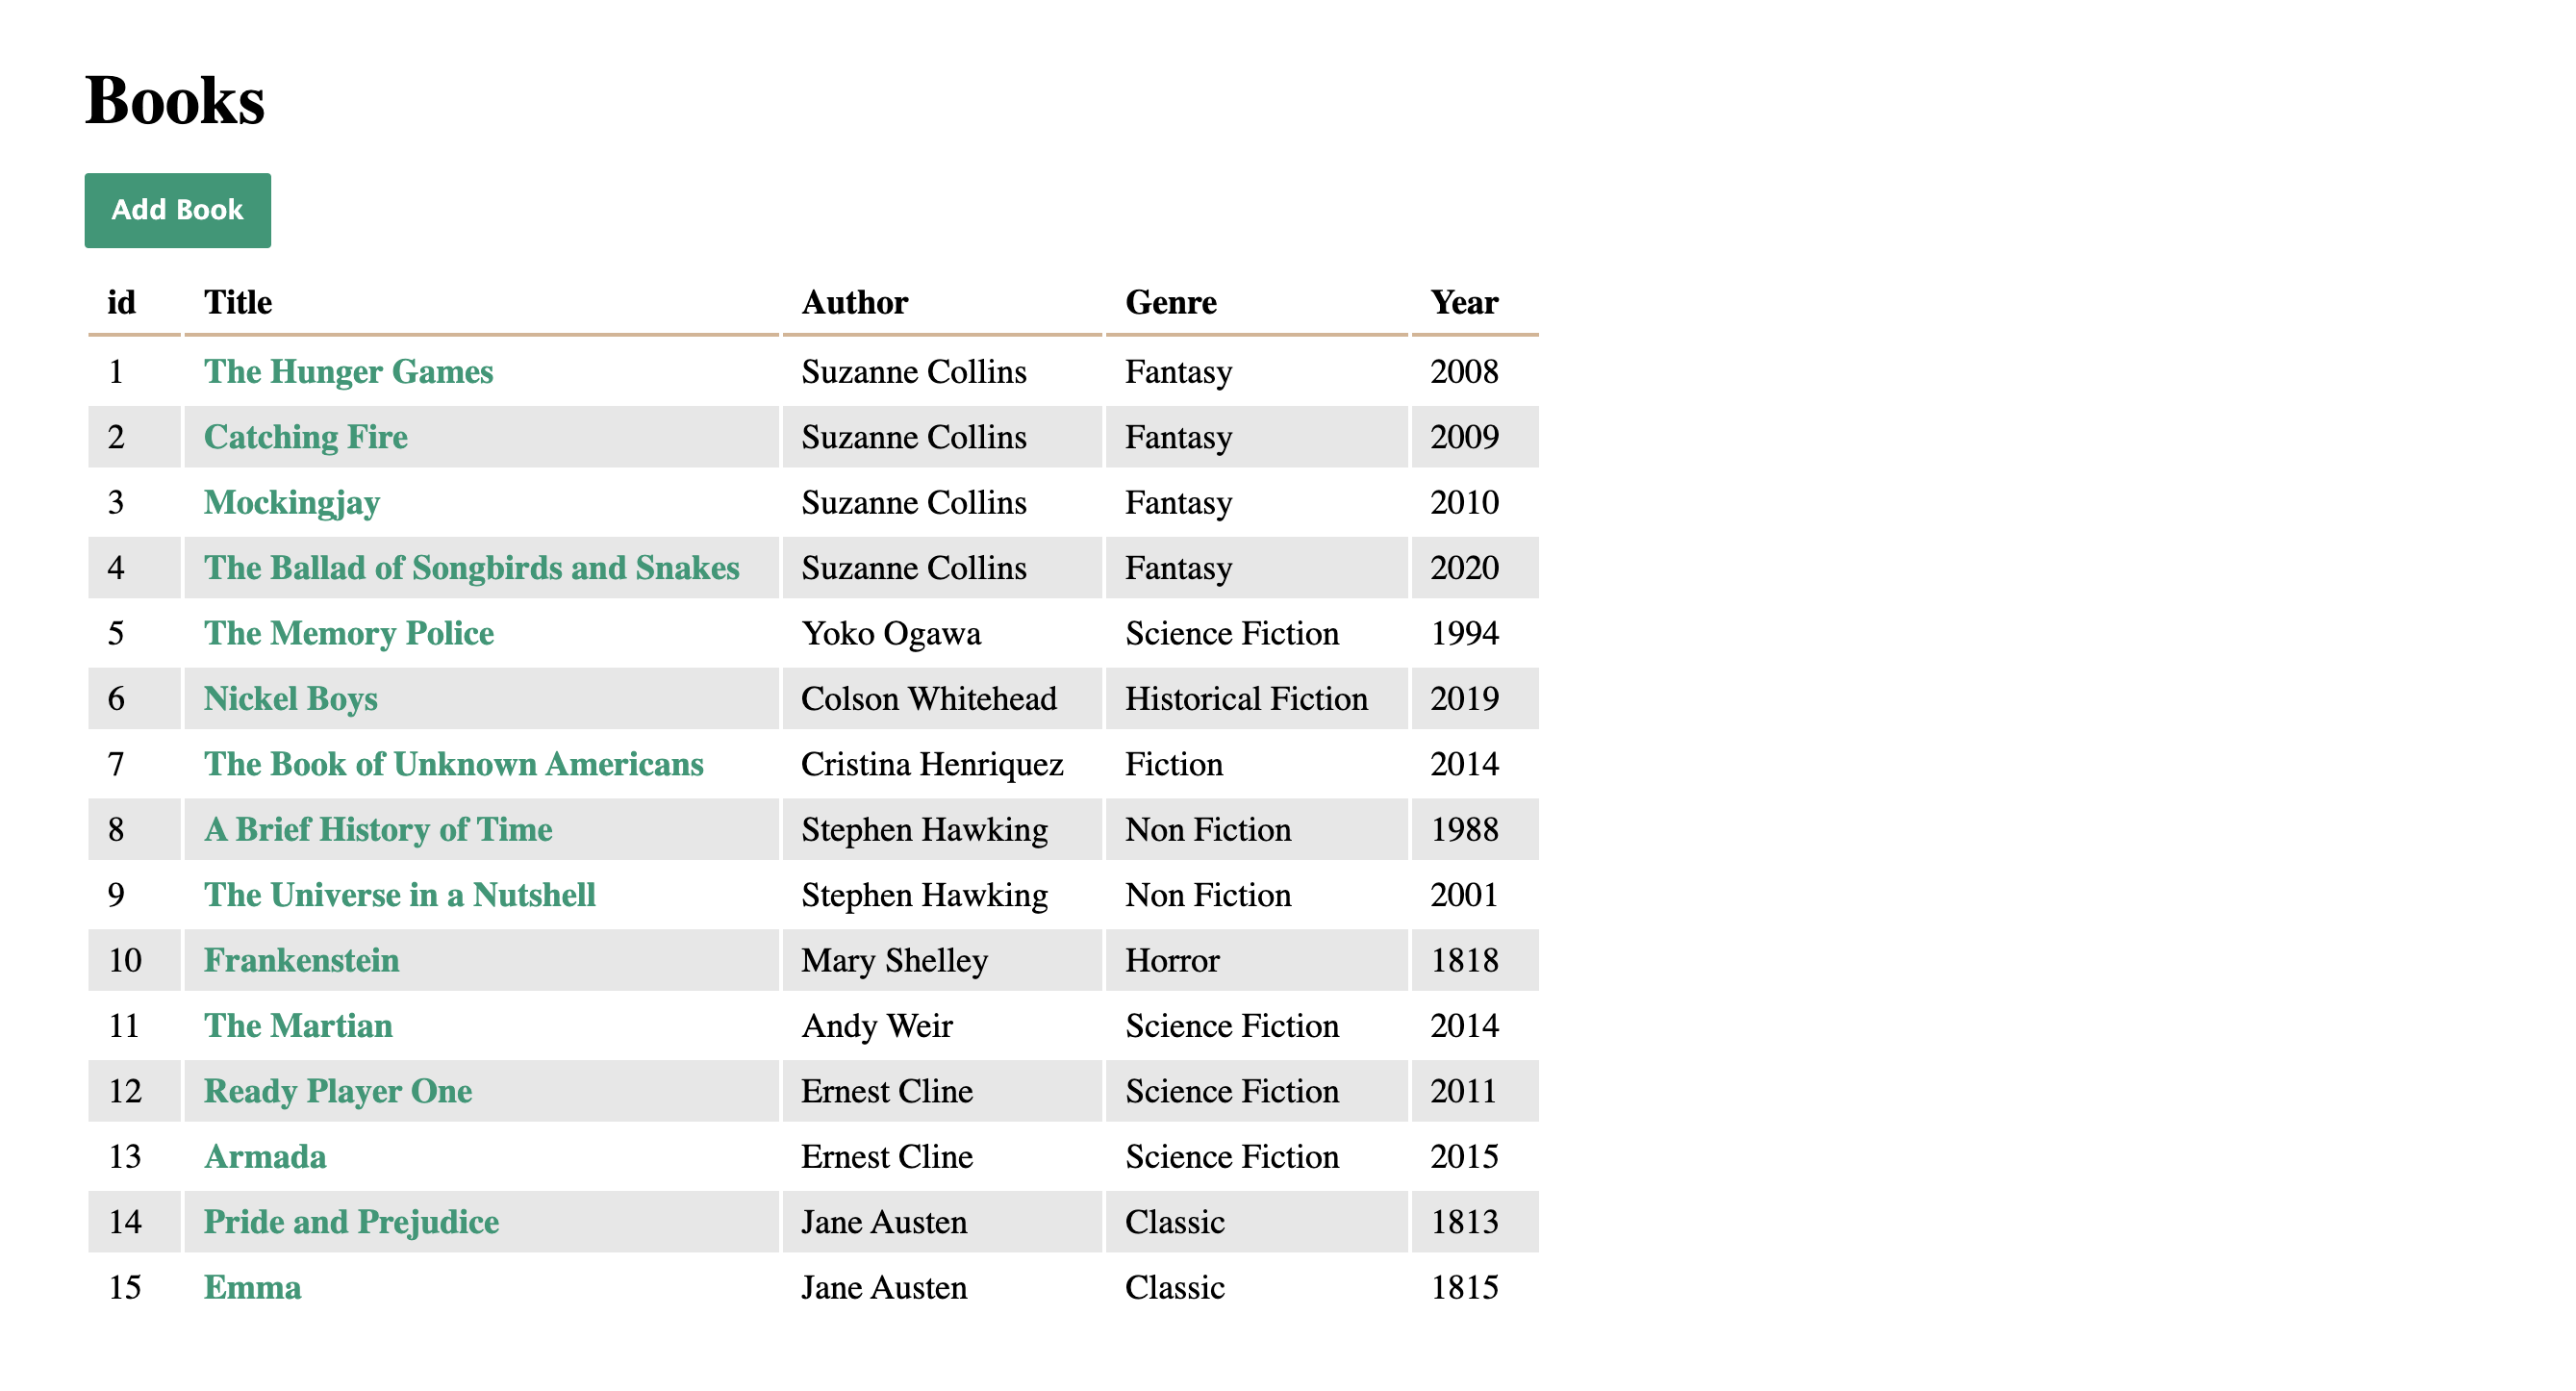 Books
Add Book
id Title Author Genre Year
1 The Hunger Games Suzanne Collins Fantasy 2008
2 Catching Fire Suzanne Collins Fantasy 2009
3 Mockingjay Suzanne Collins Fantasy 2010
4 The Ballad of Songbirds and Snakes Suzanne Collins Fantasy 2020
5 The Memory Police Yoko Ogawa Science Fiction 1994
6 Nickel Boys Colson Whitehead Historical Fiction 2019
7 The Book of Unknown Americans Cristina Henriquez Fiction 2014
8 A Brief History of Time Stephen Hawking Non Fiction 1988
9 The Universe in a Nutshell Stephen Hawking Non Fiction 2001
10 Frankenstein Mary Shelley Horror 1818
11 The Martian Andy Weir Science Fiction 2014
12 Ready Player One Ernest Cline Science Fiction 2011
13 Armada Ernest Cline Science Fiction 2015
14 Pride and Prejudice Jane Austen Classic 1813
15 Emma Jane Austen Classic 1815